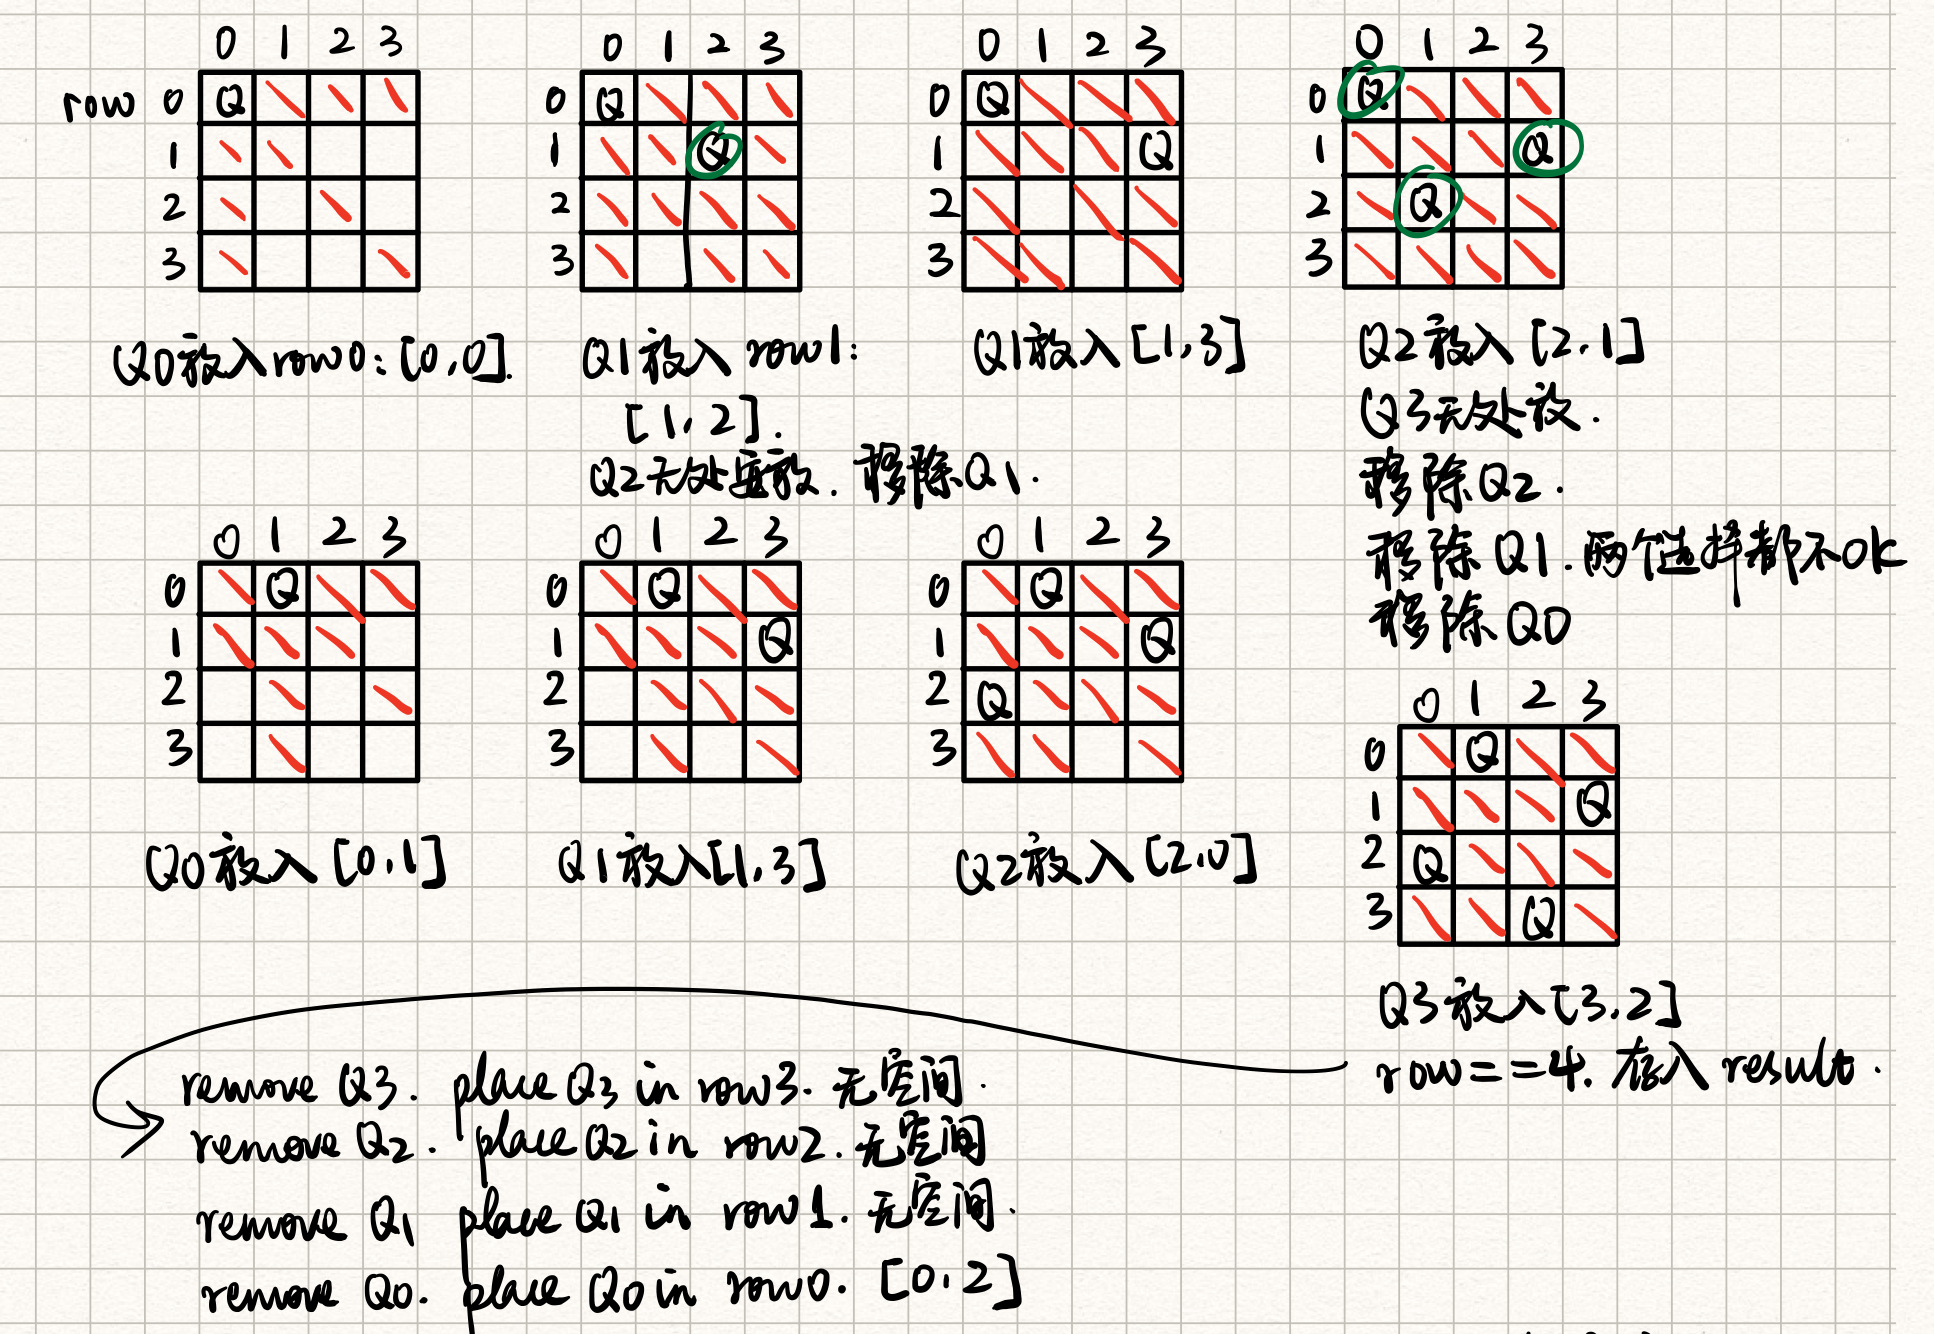 0 1 2 3
row 0 Q
1
2
3
Q0放入row0:[0,0].
0 1 2 3
0 Q
1 Q
2
3
Q1放入row1:
[1,2].
Q2无处放.移除Q1.
0 1 2 3
0 Q
1 Q
2
3
Q1放入[1,3]
0 1 2 3
0 Q
1 Q
2 Q
3
Q2放入[2,1]
Q3无处放.
移除Q2.
移除Q1.两个选择都不OK
移除Q0
0 1 2 3
0 Q
1
2
3
Q0放入[0,1]
0 1 2 3
0 Q
1 Q
2
3
Q1放入[1,3]
0 1 2 3
0 Q
1 Q
2 Q
3
Q2放入[2,0]
0 1 2 3
0 Q
1 Q
2 Q
3 Q
Q3放入[3,2]
row==4.存入result.
remove Q3. place Q3 in row3.无空间.
remove Q2. place Q2 in row2.无空间
remove Q1 place Q1 in row1.无空间.
remove Q0. place Q0 in row0. [0,2]